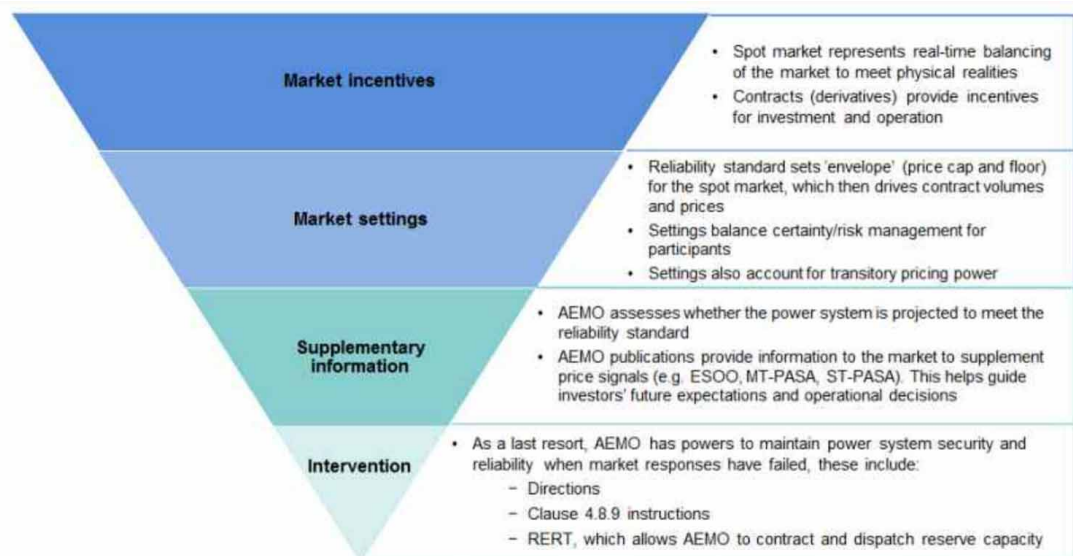 Market incentives
• Spot market represents real-time balancing
of the market to meet physical realities
• Contracts (derivatives) provide incentives
for investment and operation
Market settings
• Reliability standard sets 'envelope' (price cap and floor)
for the spot market, which then drives contract volumes
and prices
• Settings balance certainty/risk management for
participants
• Settings also account for transitory pricing power
Supplementary
information
• AEMO assesses whether the power system is projected to meet the
reliability standard
• AEMO publications provide information to the market to supplement
price signals (e.g. ESOO, MT-PASA, ST-PASA). This helps guide
investors' future expectations and operational decisions
Intervention
• As a last resort, AEMO has powers to maintain power system security and
reliability when market responses have failed, these include:
− Directions
− Clause 4.8.9 instructions
− RERT, which allows AEMO to contract and dispatch reserve capacity